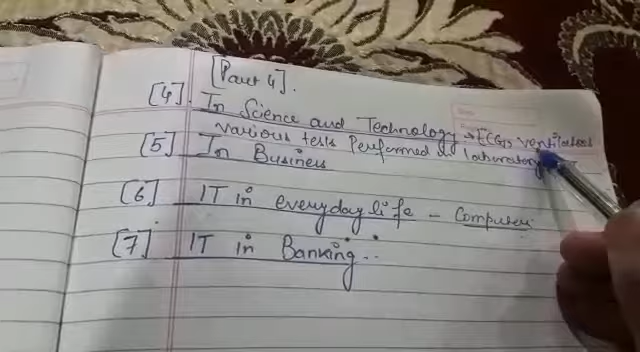 [Part 4].
[4]. In Science and Technology → ECG, ventilators
various tests Performed in laboratory
[5] In Business
[6] IT in everyday life - Computer
[7] IT in Banking..